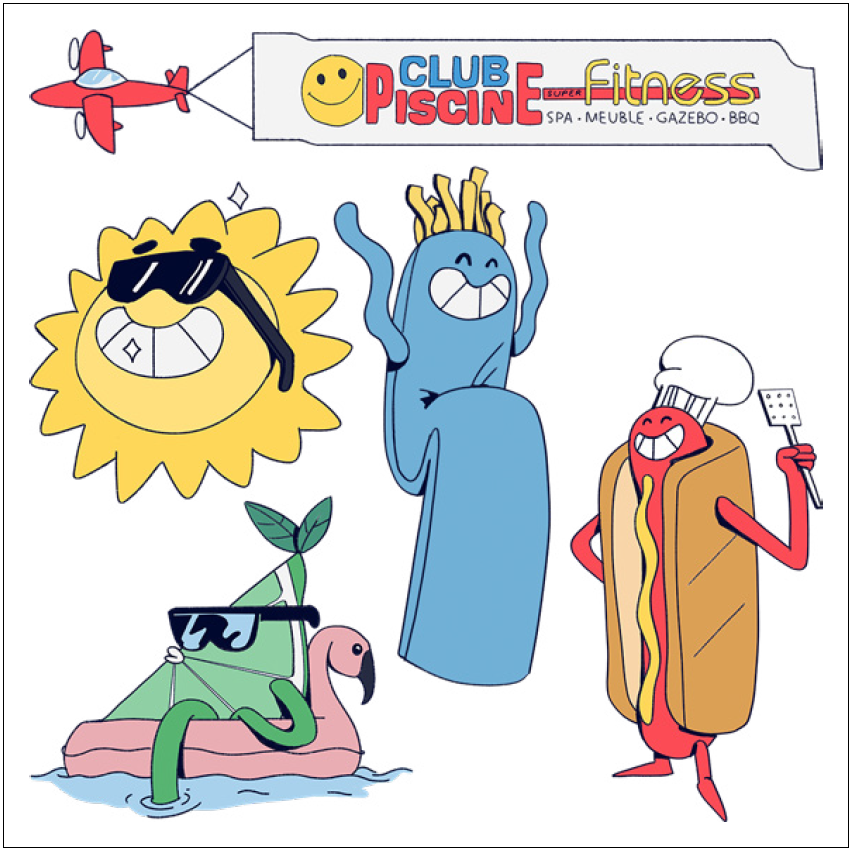 CLUB
PISCINE SUPER Fitness
SPA · MEUBLE · GAZEBO · BBQ